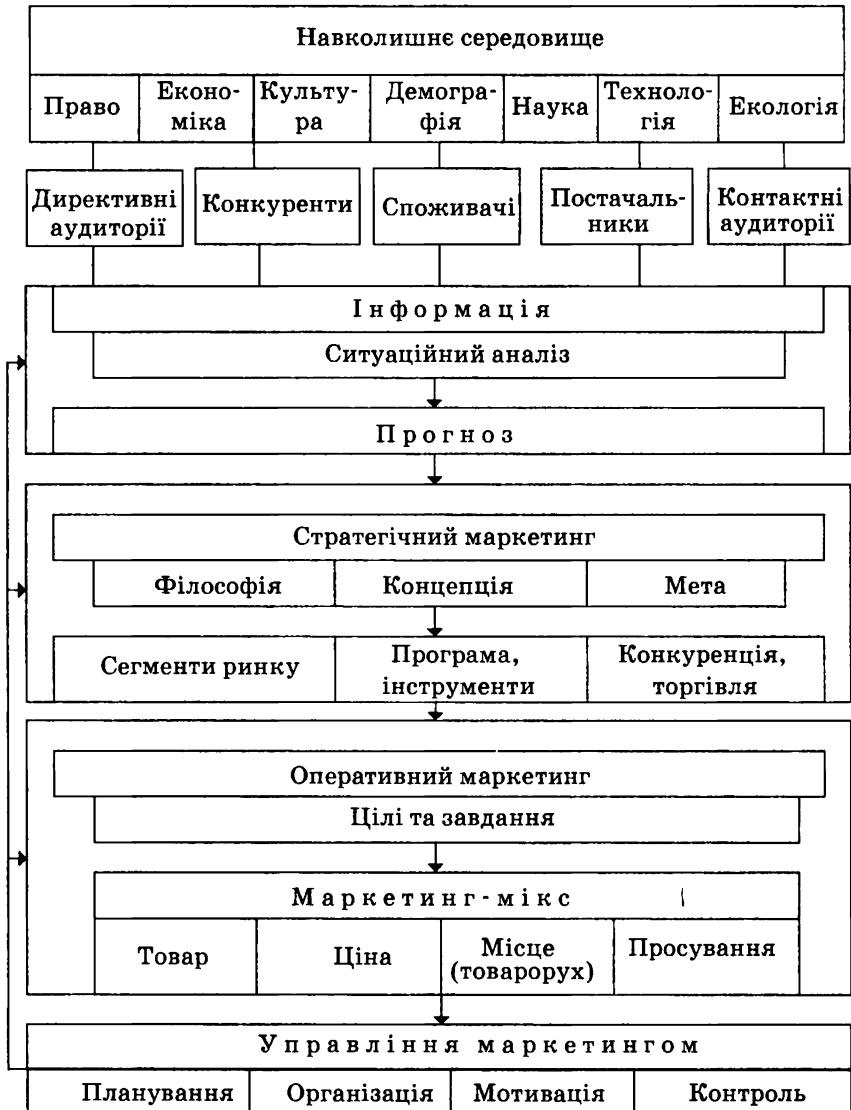 Навколишнє середовище
Право
Еконо-
міка
Культу-
ра
Демогра-
фія
Наука
Техноло-
гія
Екологія
Директивні
аудиторії
Конкуренти
Споживачі
Постачаль-
ники
Контактні
аудиторії
Інформація
Ситуаційний аналіз
Прогноз
Стратегічний маркетинг
Філософія
Концепція
Мета
Сегменти ринку
Програма,
інструменти
Конкуренція,
торгівля
Оперативний маркетинг
Цілі та завдання
Маркетинг-мікс
Товар
Ціна
Місце
(товарорух)
Просування
Управління маркетингом
Планування
Організація
Мотивація
Контроль